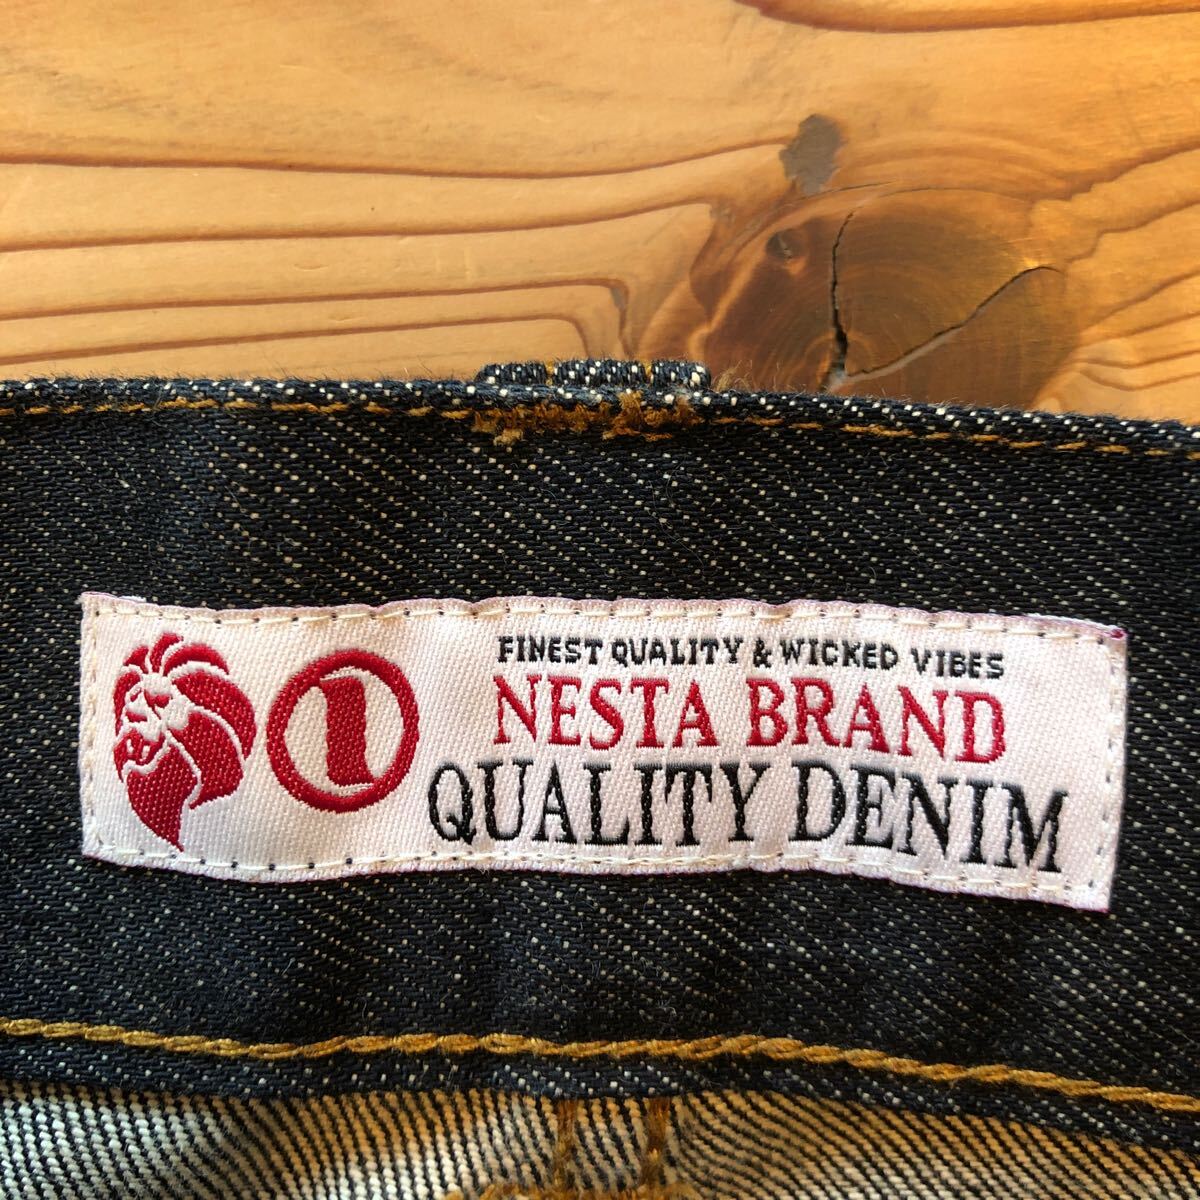 FINEST QUALITY & WICKED VIBES
NESTA BRAND
QUALITY DENIM